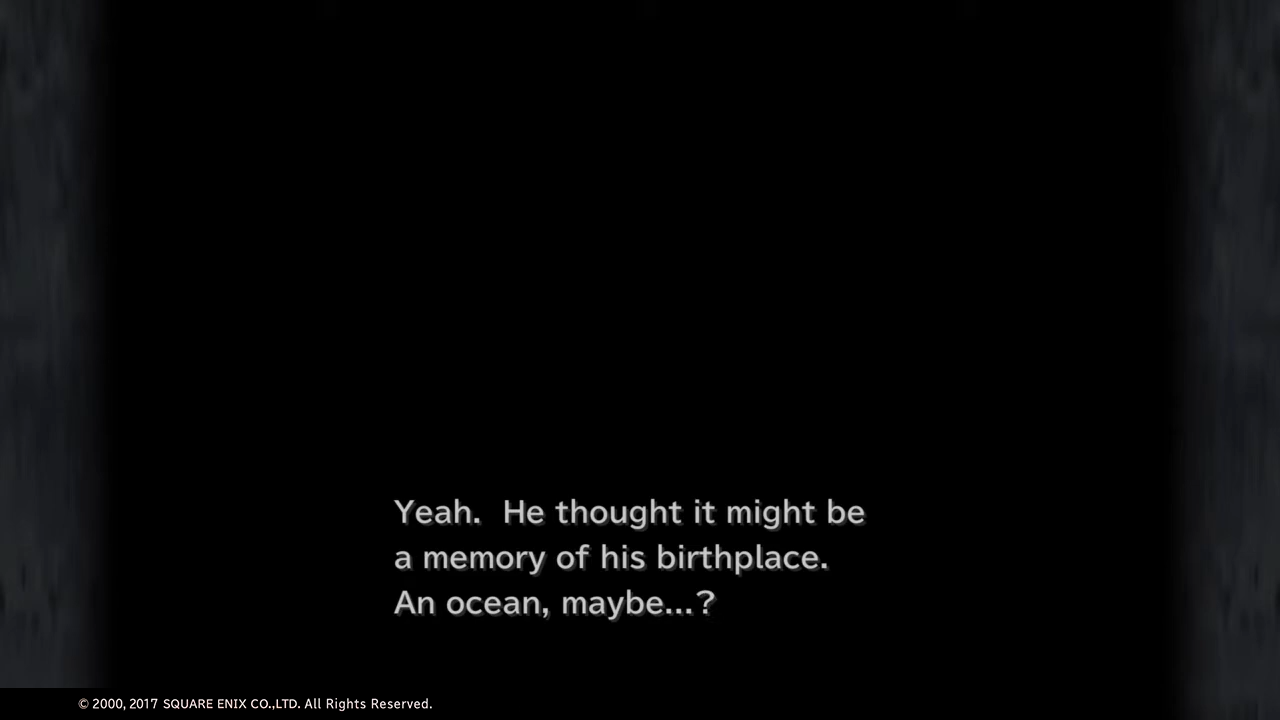 Yeah.  He thought it might be
a memory of his birthplace.
An ocean, maybe...?
© 2000, 2017 SQUARE ENIX CO.,LTD. All Rights Reserved.